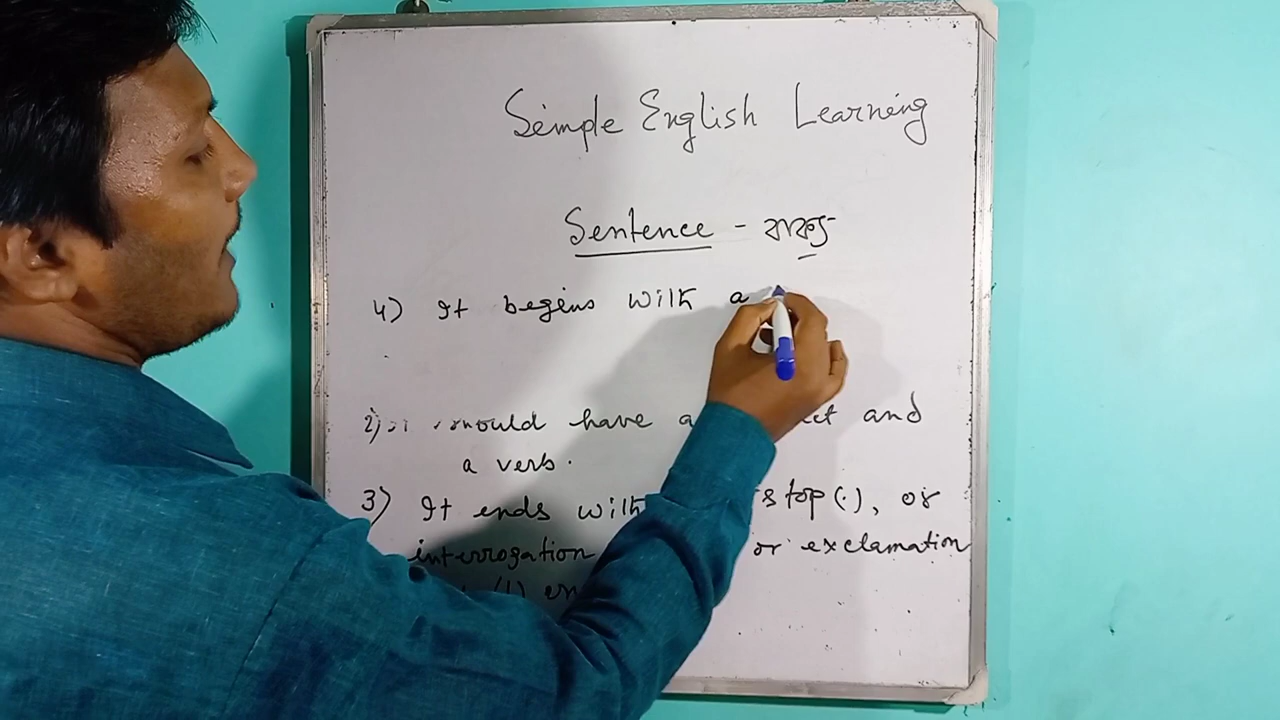 Simple English Learning
Sentence - বাক্য
4) It begins with a
2) should have a and
a verb.
3) It ends with stop (.), or
interrogation or exclamation
(!)